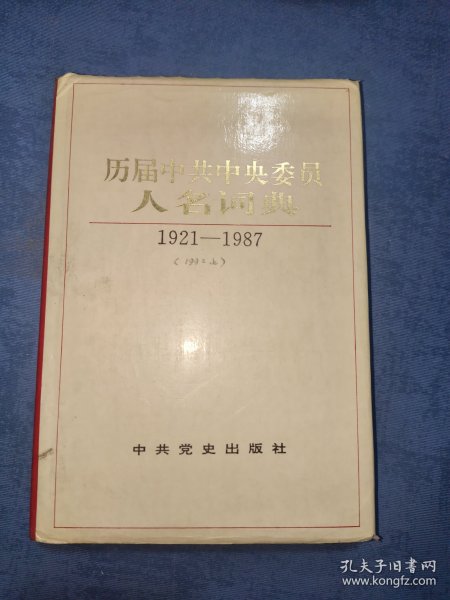 历届中共中央委员
人名词典
1921—1987
中共党史出版社
孔夫子旧书网
www.kongfz.com